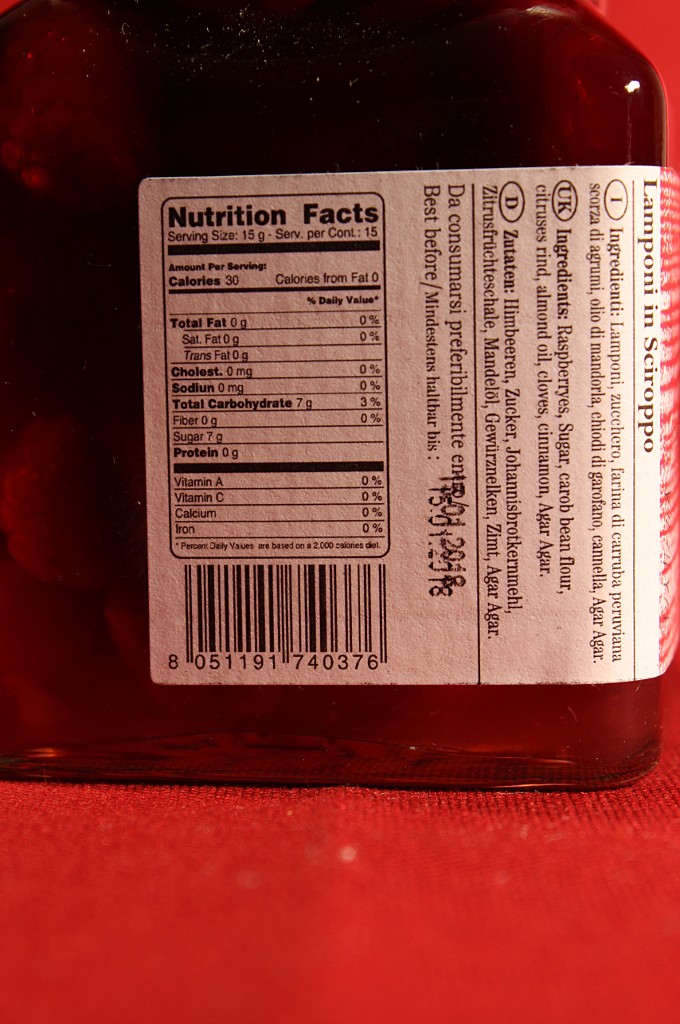 Nutrition Facts
Serving Size: 15 g - Serv. per Cont.: 15
Amount Per Serving:
Calories 30 Calories from Fat 0
% Daily Value*
Total Fat 0 g 0 %
Sat. Fat 0 g 0 %
Trans Fat 0 g
Cholest. 0 mg 0 %
Sodiun 0 mg 0 %
Total Carbohydrate 7 g 3 %
Fiber 0 g 0 %
Sugar 7 g
Protein 0 g
Vitamin A 0 %
Vitamin C 0 %
Calcium 0 %
Iron 0 %
* Percent Daily Values are based on a 2.000 calories diet.
8 051191 740376
Lamponi in Sciroppo
I Ingredienti: Lamponi, zucchero, farina di carruba peruviana
scorza di agrumi, olio di mandorla, chiodi di garofano, cannella, Agar Agar.
UK Ingredients: Raspberryes, Sugar, carob bean flour,
citruses rind, almond oil, cloves, cinnamon, Agar Agar.
D Zutaten: Himbeeren, Zucker, Johannisbrotkernmehl,
Zitrusfrüchteschale, Mandelöl, Gewürznelken, Zimt, Agar Agar.
Da consumarsi preferibilmente
Best before/Mindestens haltbar bis :